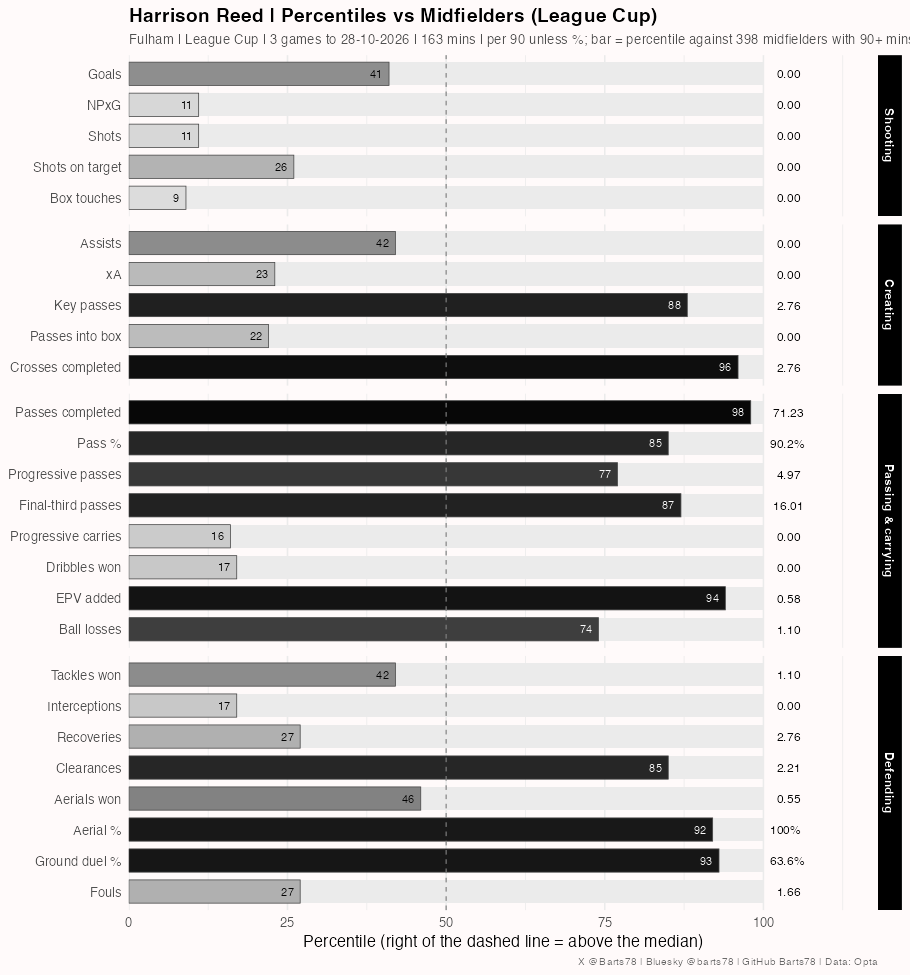 Harrison Reed | Percentiles vs Midfielders (League Cup)
Fulham | League Cup | 3 games to 28-10-2026 | 163 mins | per 90 unless %; bar = percentile against 398 midfielders with 90+ mins
Goals 41 0.00
NPxG 11 0.00
Shots 11 0.00
Shots on target 26 0.00
Box touches 9 0.00
Shooting
Assists 42 0.00
xA 23 0.00
Key passes 88 2.76
Passes into box 22 0.00
Crosses completed 96 2.76
Creating
Passes completed 98 71.23
Pass % 85 90.2%
Progressive passes 77 4.97
Final-third passes 87 16.01
Progressive carries 16 0.00
Dribbles won 17 0.00
EPV added 94 0.58
Ball losses 74 1.10
Passing & carrying
Tackles won 42 1.10
Interceptions 17 0.00
Recoveries 27 2.76
Clearances 85 2.21
Aerials won 46 0.55
Aerial % 92 100%
Ground duel % 93 63.6%
Fouls 27 1.66
Defending
0 25 50 75 100
Percentile (right of the dashed line = above the median)
X @Barts78 | Bluesky @barts78 | GitHub Barts78 | Data: Opta